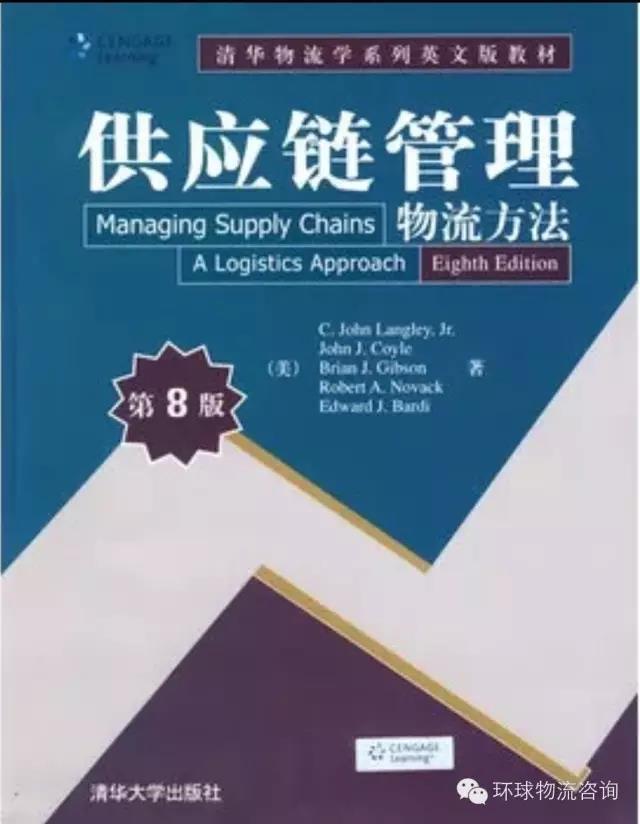 CENGAGE
Learning
清华物流学系列英文版教材
供应链管理
Managing Supply Chains 物流方法
A Logistics Approach Eighth Edition
C. John Langley, Jr.
John J. Coyle
(美) Brian J. Gibson 著
Robert A. Novack
Edward J. Bardi
第8版
CENGAGE
Learning
清华大学出版社
环球物流咨询